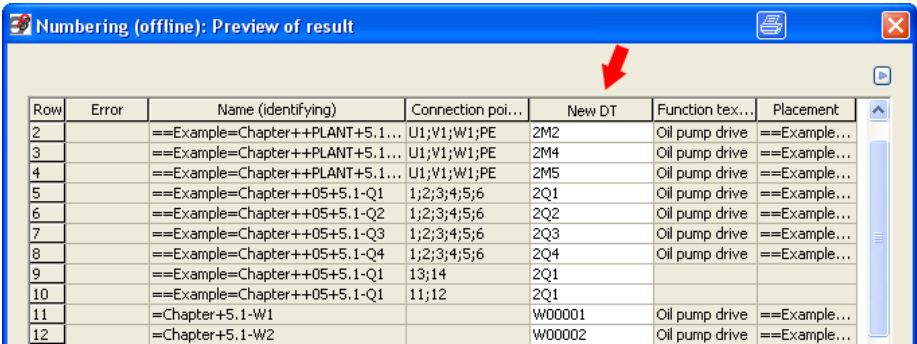 Numbering (offline): Preview of result
Row Error Name (identifying) Connection poi... New DT Function tex... Placement
2 ==Example=Chapter++PLANT+5.1... U1;V1;W1;PE 2M2 Oil pump drive ==Example...
3 ==Example=Chapter++PLANT+5.1... U1;V1;W1;PE 2M4 Oil pump drive ==Example...
4 ==Example=Chapter++PLANT+5.1... U1;V1;W1;PE 2M5 Oil pump drive ==Example...
5 ==Example=Chapter++05+5.1-Q1 1;2;3;4;5;6 2Q1 Oil pump drive ==Example...
6 ==Example=Chapter++05+5.1-Q2 1;2;3;4;5;6 2Q2 Oil pump drive ==Example...
7 ==Example=Chapter++05+5.1-Q3 1;2;3;4;5;6 2Q3 Oil pump drive ==Example...
8 ==Example=Chapter++05+5.1-Q4 1;2;3;4;5;6 2Q4 Oil pump drive ==Example...
9 ==Example=Chapter++05+5.1-Q1 13;14 2Q1
10 ==Example=Chapter++05+5.1-Q1 11;12 2Q1
11 =Chapter+5.1-W1 W00001 Oil pump drive ==Example...
12 =Chapter+5.1-W2 W00002 Oil pump drive ==Example...